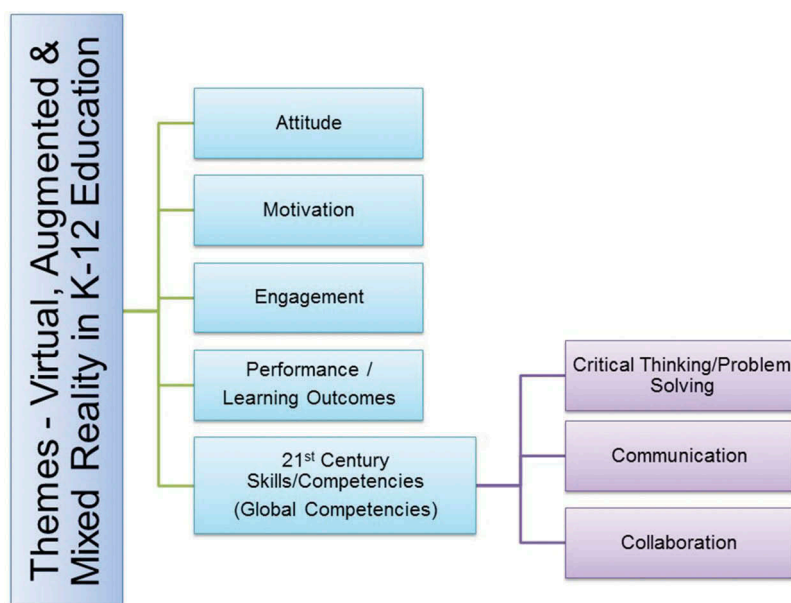 Themes - Virtual, Augmented &
Mixed Reality in K-12 Education
Attitude
Motivation
Engagement
Performance /
Learning Outcomes
21st Century
Skills/Competencies
(Global Competencies)
Critical Thinking/Problem
Solving
Communication
Collaboration